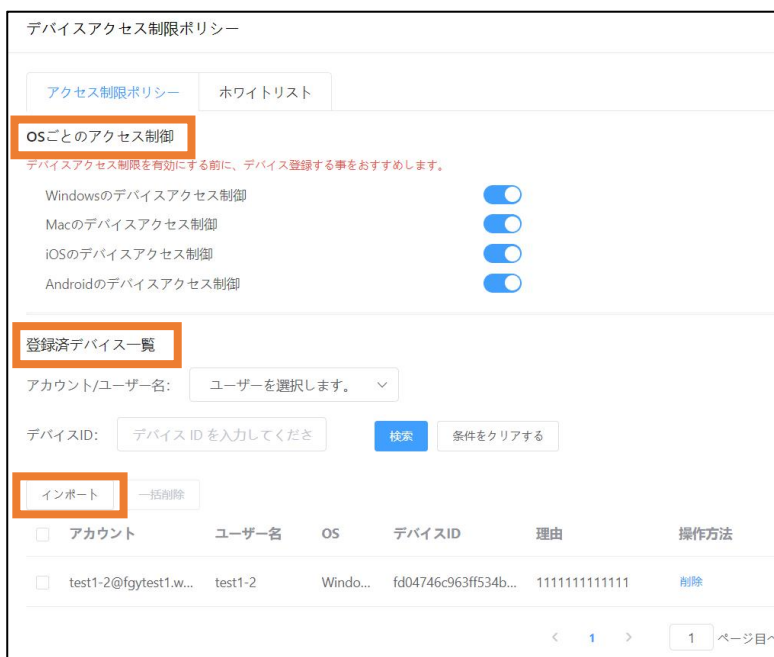 デバイスアクセス制限ポリシー
アクセス制限ポリシー ホワイトリスト
OSごとのアクセス制御
デバイスアクセス制限を有効にする前に、デバイス登録する事をおすすめします。
Windowsのデバイスアクセス制御
Macのデバイスアクセス制御
iOSのデバイスアクセス制御
Androidのデバイスアクセス制御
登録済デバイス一覧
アカウント/ユーザー名: ユーザーを選択します。
デバイスID: デバイス ID を入力してくださ 検索 条件をクリアする
インポート 一括削除
アカウント ユーザー名 OS デバイスID 理由 操作方法
test1-2@fgytest1.w... test1-2 Windo... fd04746c963ff534b... 1111111111111 削除
< 1 > 1 ページ目へ